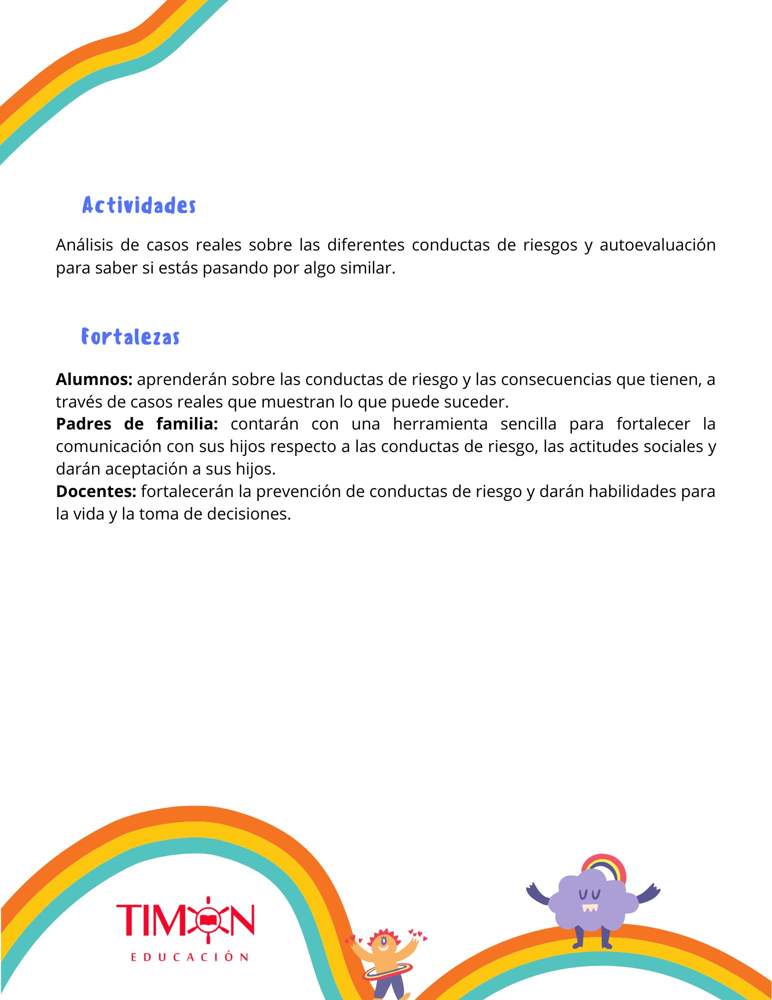 Actividades
Análisis de casos reales sobre las diferentes conductas de riesgos y autoevaluación
para saber si estás pasando por algo similar.
Fortalezas
Alumnos: aprenderán sobre las conductas de riesgo y las consecuencias que tienen, a
través de casos reales que muestran lo que puede suceder.
Padres de familia: contarán con una herramienta sencilla para fortalecer la
comunicación con sus hijos respecto a las conductas de riesgo, las actitudes sociales y
darán aceptación a sus hijos.
Docentes: fortalecerán la prevención de conductas de riesgo y darán habilidades para
la vida y la toma de decisiones.
TIMON
EDUCACIÓN